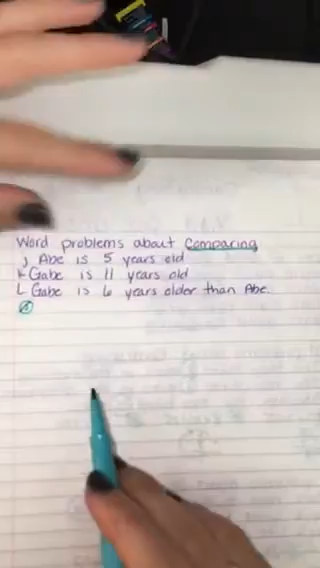 Word problems about Comparing
J Abe is 5 years old
K Gabe is 11 years old
L Gabe is 6 years older than Abe.